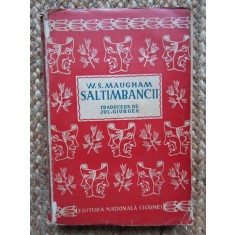 W.S. MAUGHAM
SALTIMBANCII
TRADUCERE DE
JUL. GIURGEA
EDITURA NAȚIONALĂ CIORNEI